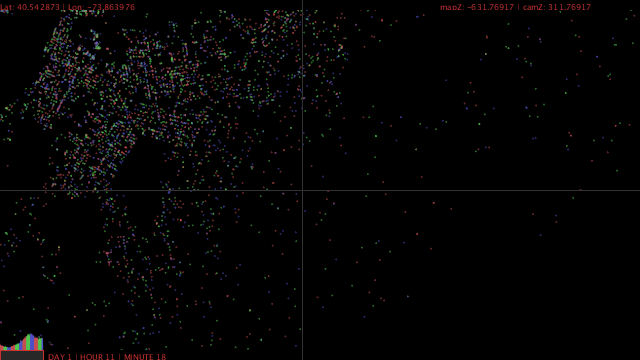 Lat: 40.542873 | Lon: -73.863976
mapZ: -631.76917 | camZ: 311.76917
DAY 1 | HOUR 11 | MINUTE 18